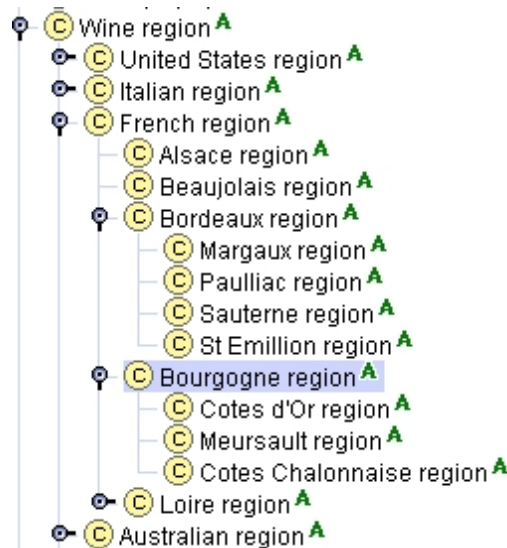 C Wine region A
C United States region A
C Italian region A
C French region A
C Alsace region A
C Beaujolais region A
C Bordeaux region A
C Margaux region A
C Paulliac region A
C Sauterne region A
C St Emillion region A
C Bourgogne region A
C Cotes d'Or region A
C Meursault region A
C Cotes Chalonnaise region A
C Loire region A
C Australian region A